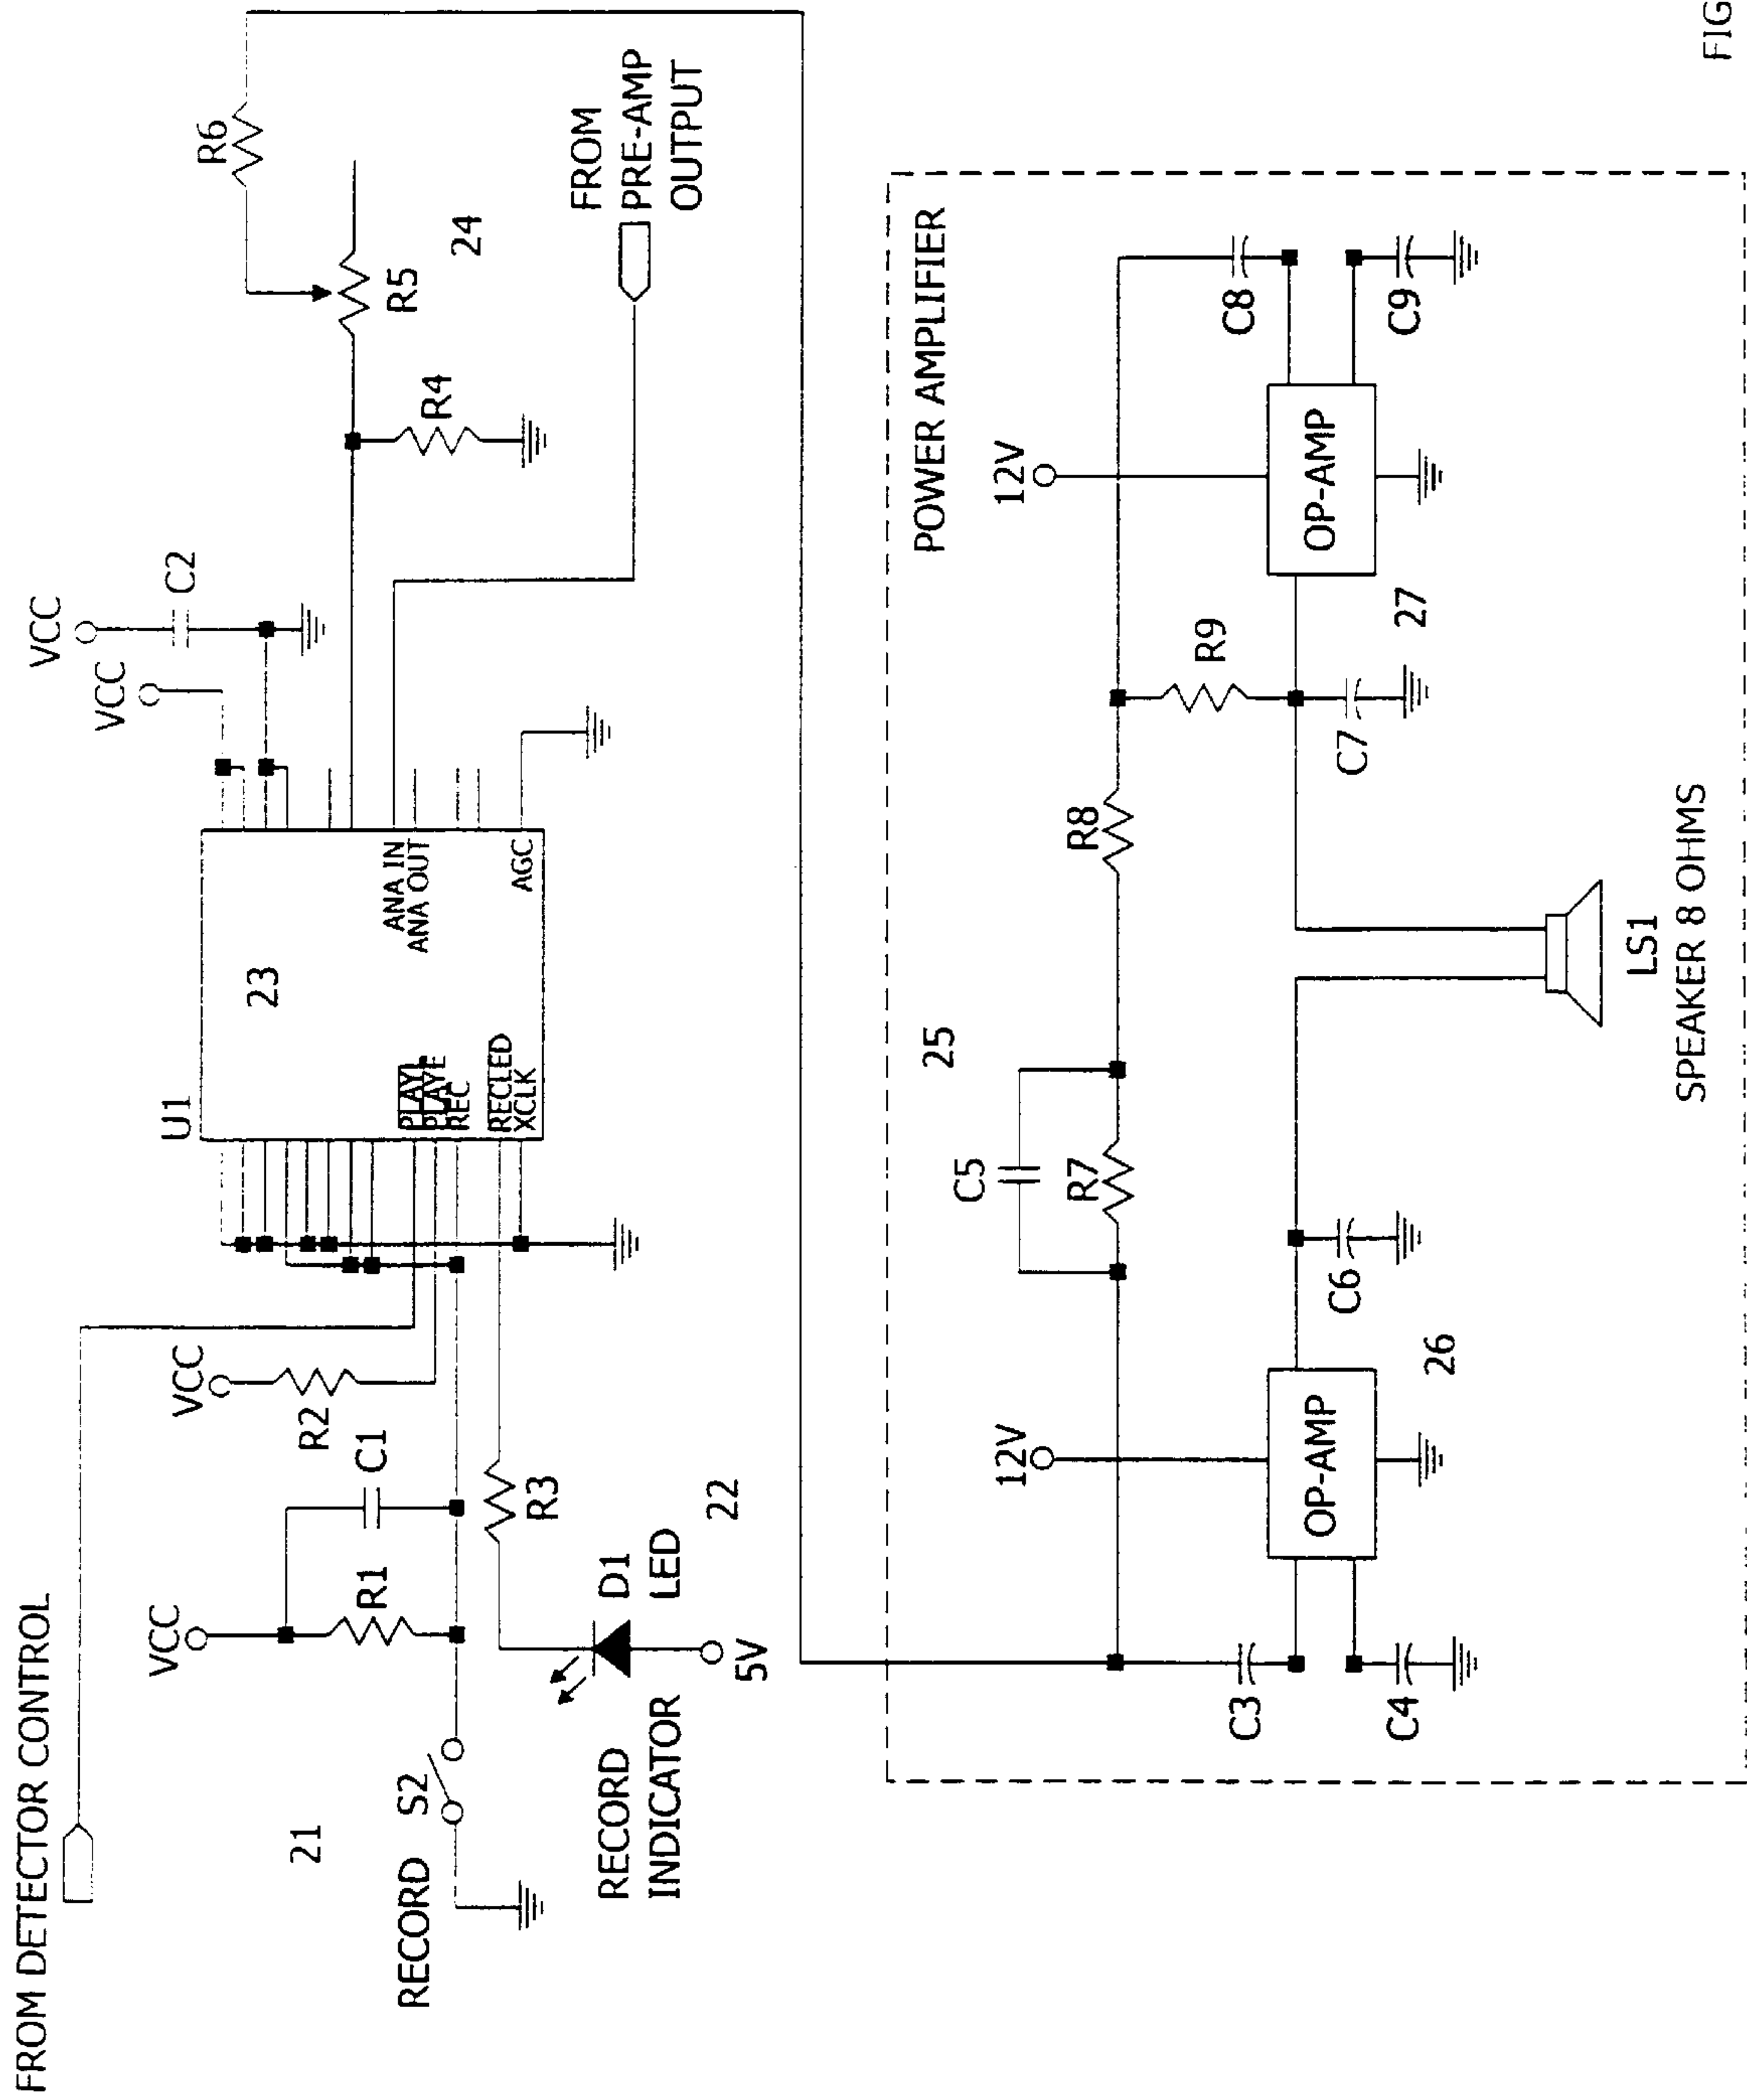 FROM DETECTOR CONTROL
21
RECORD
S2
VCC
R1
C1
VCC
R2
RECORD
INDICATOR
D1
LED
5V
22
R3
U1
23
PLAYL
PLAYE
REC
RECLED
XCLK
ANA IN
ANA OUT
AGC
VCC
VCC
C2
R4
R5
R6
24
FROM
PRE-AMP
OUTPUT
POWER AMPLIFIER
25
C3
C4
12V
OP-AMP
26
C5
R7
C6
R8
LS1
SPEAKER 8 OHMS
R9
C7
12V
OP-AMP
27
C8
C9
FIG